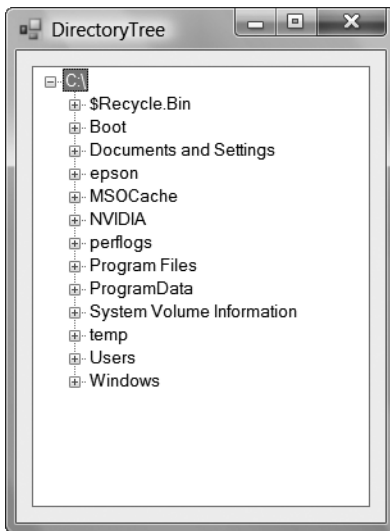 DirectoryTree
C:\
$Recycle.Bin
Boot
Documents and Settings
epson
MSOCache
NVIDIA
perflogs
Program Files
ProgramData
System Volume Information
temp
Users
Windows